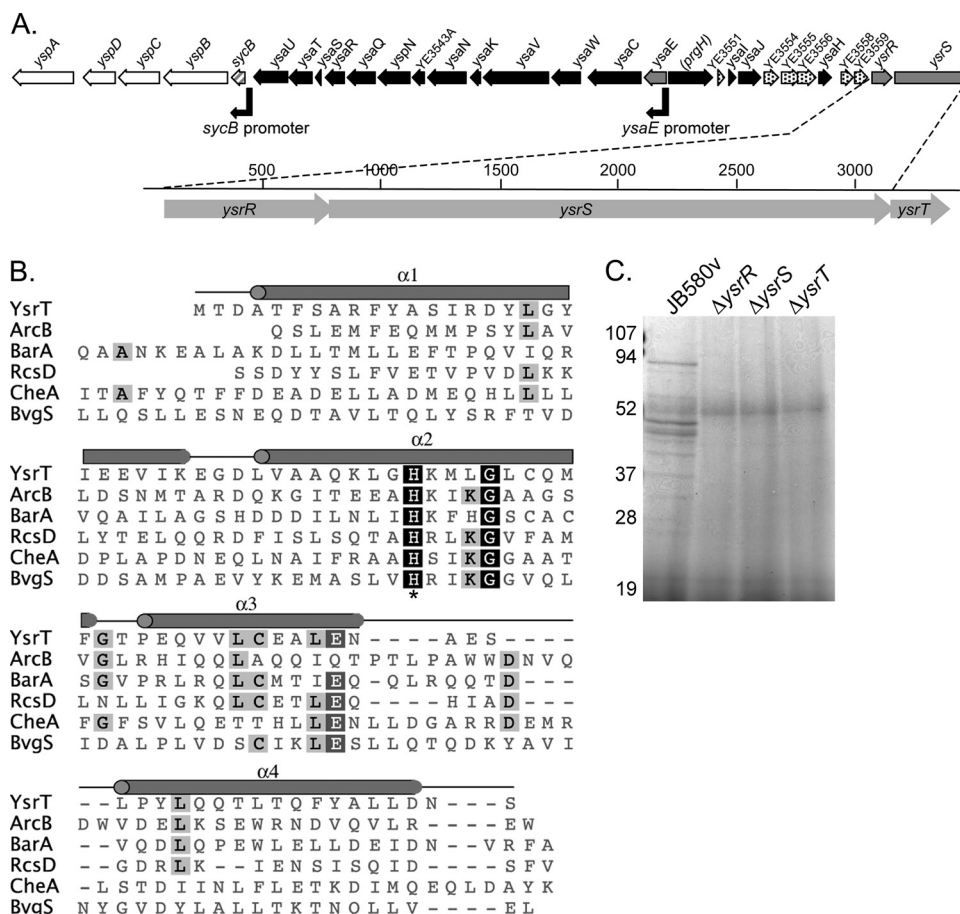 A.
yspA yspD yspC yspB sycB ysaU ysaT ysaS ysaR ysaQ yspN YE3543A ysaN ysaK ysaV ysaW ysaC ysaE (prgH) YE3551 ysaI ysaJ YE3554 YE3555 YE3556 ysaH YE3558 YE3559 ysrR ysrS
sycB promoter ysaE promoter
500 1000 1500 2000 2500 3000
ysrR ysrS ysrT
B.
α1
YsrT M T D A T F S A R F Y A S I R D Y L G Y
ArcB Q S L E M F E Q M M P S Y L A V
BarA Q A A N K E A L A K D L L T M L L E F T P Q V I Q R
RcsD S S D Y Y S L F V E T V P V D L K K
CheA I T A F Y Q T F F D E A D E L L A D M E Q H L L L L
BvgS L L Q S L L E S N E Q D T A V L T Q L Y S R F T V D
α2
YsrT I E E V I K E G D L V A A Q K L G H K M L G L C Q M
ArcB L D S N M T A R D Q K G I T E E A H K I K G A A G S
BarA V Q A I L A G S H D D D I L N L I H K F H G S C A C
RcsD L Y T E L Q Q R D F I S L S Q T A H R L K G V F A M
CheA D P L A P D N E Q L N A I F R A A H S I K G G A A T
BvgS D D S A M P A E V Y K E M A S L V H R I K G G V Q L
*
α3
YsrT F G T P E Q V V L C E A L E N - - - - A E S - - - -
ArcB V G L R H I Q Q L A Q Q I Q T P T L P A W W D N V Q
BarA S G V P R L R Q L C M T I E Q - Q L R Q Q T D - - -
RcsD L N L L I G K Q L C E T L E Q - - - - H I A D - - -
CheA F G F S V L Q E T T H L L E N L L D G A R R D E M R
BvgS I D A L P L V D S C I K L E S L L Q T Q D K Y A V I
α4
YsrT - - L P Y L Q Q T L T Q F Y A L L D N - - - - S
ArcB D W V D E L K S E W R N D V Q V L R - - - - E W
BarA - - V Q D L Q P E W L E L L D E I D N - - V R F A
RcsD - - G D R L K - - I E N S I S Q I D - - - - S F V
CheA - L S T D I I N L F L E T K D I M Q E Q L D A Y K
BvgS N Y G V D Y L A L L T K T N Q L L V - - - - E L
C.
JB580v ΔysrR ΔysrS ΔysrT
107
94
52
37
28
19